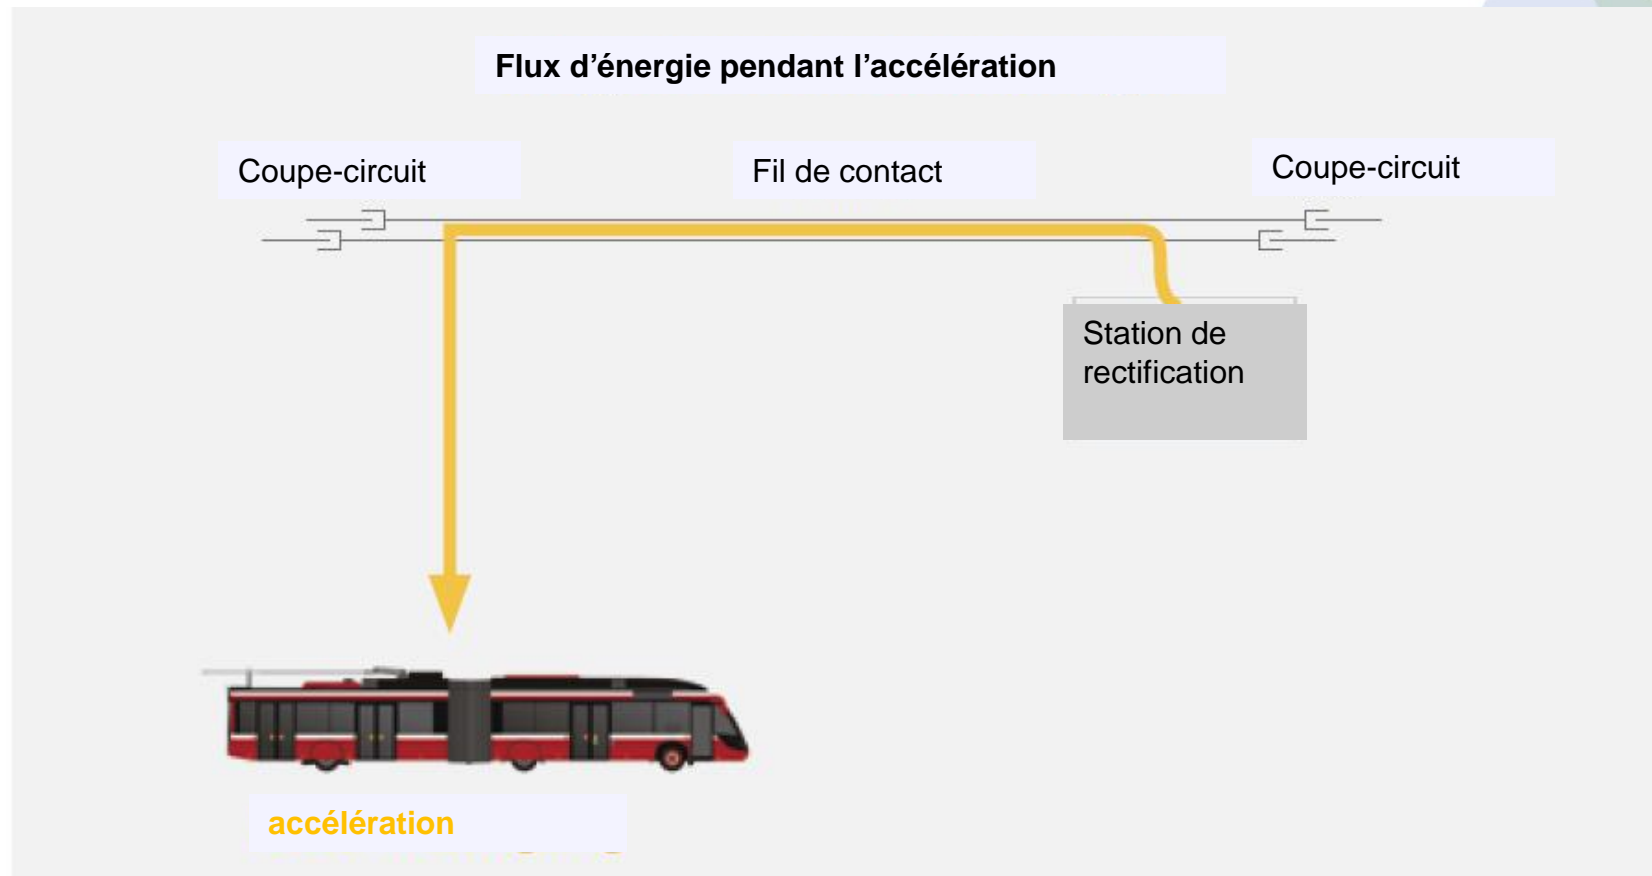 Flux d’énergie pendant l’accélération
Coupe-circuit
Fil de contact
Coupe-circuit
Station de
rectification
accélération